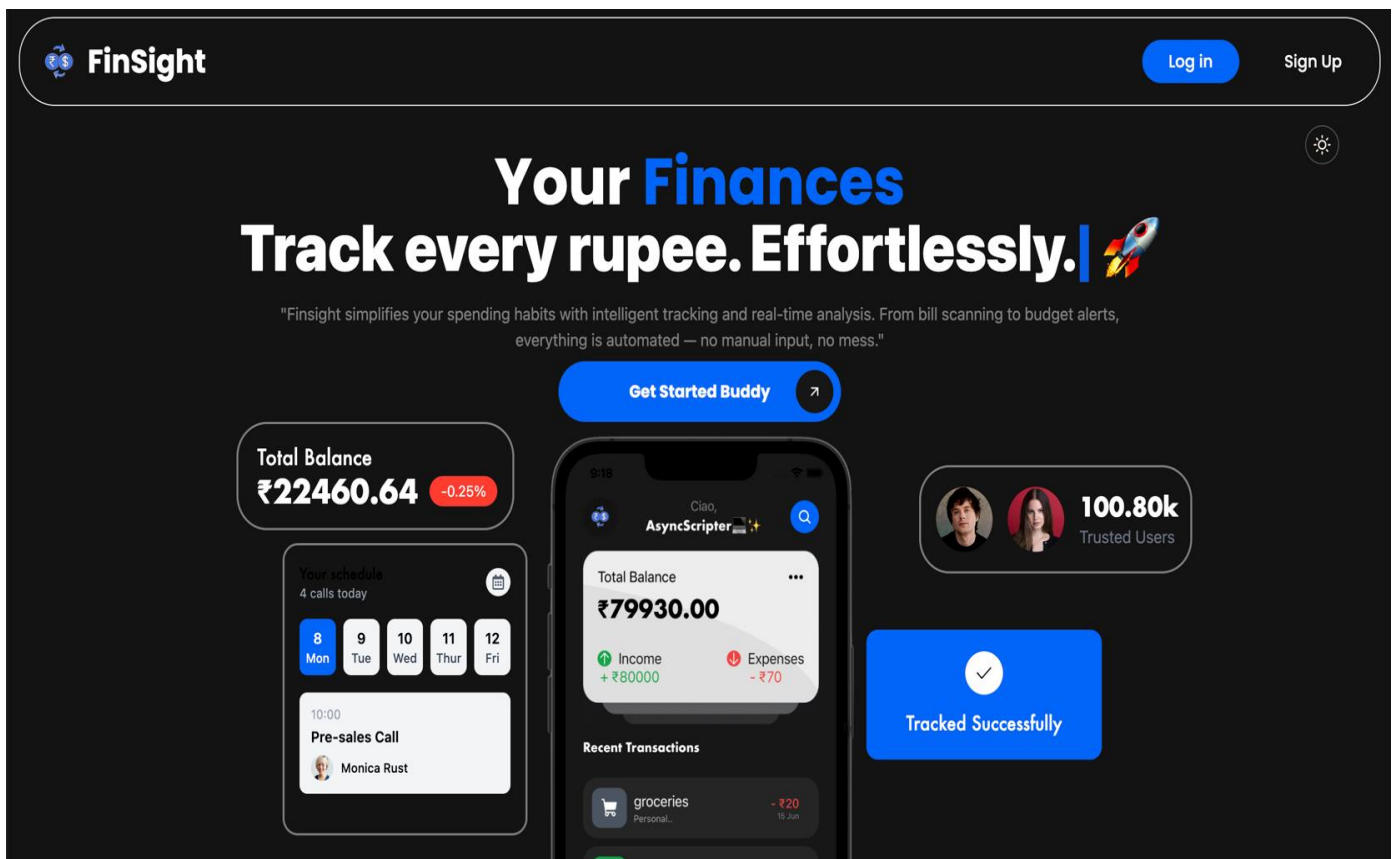 ₹ $ FinSight
Log in
Sign Up
Your Finances
Track every rupee. Effortlessly.| 🚀
"Finsight simplifies your spending habits with intelligent tracking and real-time analysis. From bill scanning to budget alerts,
everything is automated — no manual input, no mess."
Get Started Buddy
Total Balance
₹22460.64 -0.25%
Your schedule
4 calls today
8 9 10 11 12
Mon Tue Wed Thur Fri
10:00
Pre-sales Call
Monica Rust
9:18
Ciao,
AsyncScripter💻✨
Total Balance
₹79930.00
Income Expenses
+ ₹80000 - ₹70
Recent Transactions
groceries - ₹20
Personal.. 15 Jun
100.80k
Trusted Users
Tracked Successfully